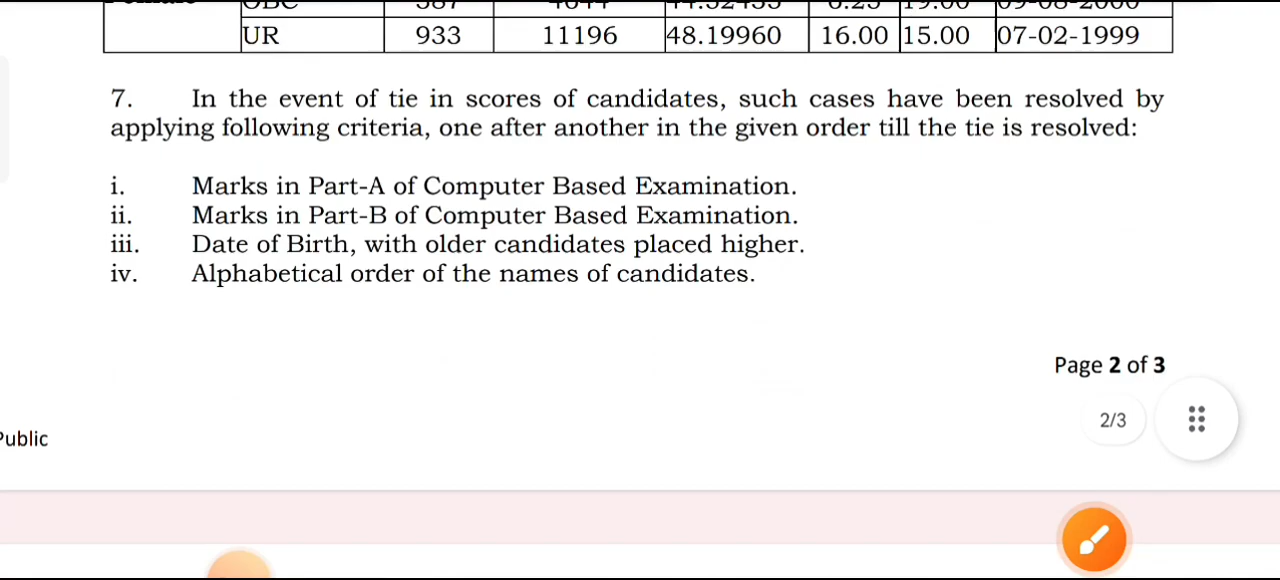 UR 933 11196 48.19960 16.00 15.00 07-02-1999
7. In the event of tie in scores of candidates, such cases have been resolved by
applying following criteria, one after another in the given order till the tie is resolved:
i. Marks in Part-A of Computer Based Examination.
ii. Marks in Part-B of Computer Based Examination.
iii. Date of Birth, with older candidates placed higher.
iv. Alphabetical order of the names of candidates.
Page 2 of 3
2/3
Public